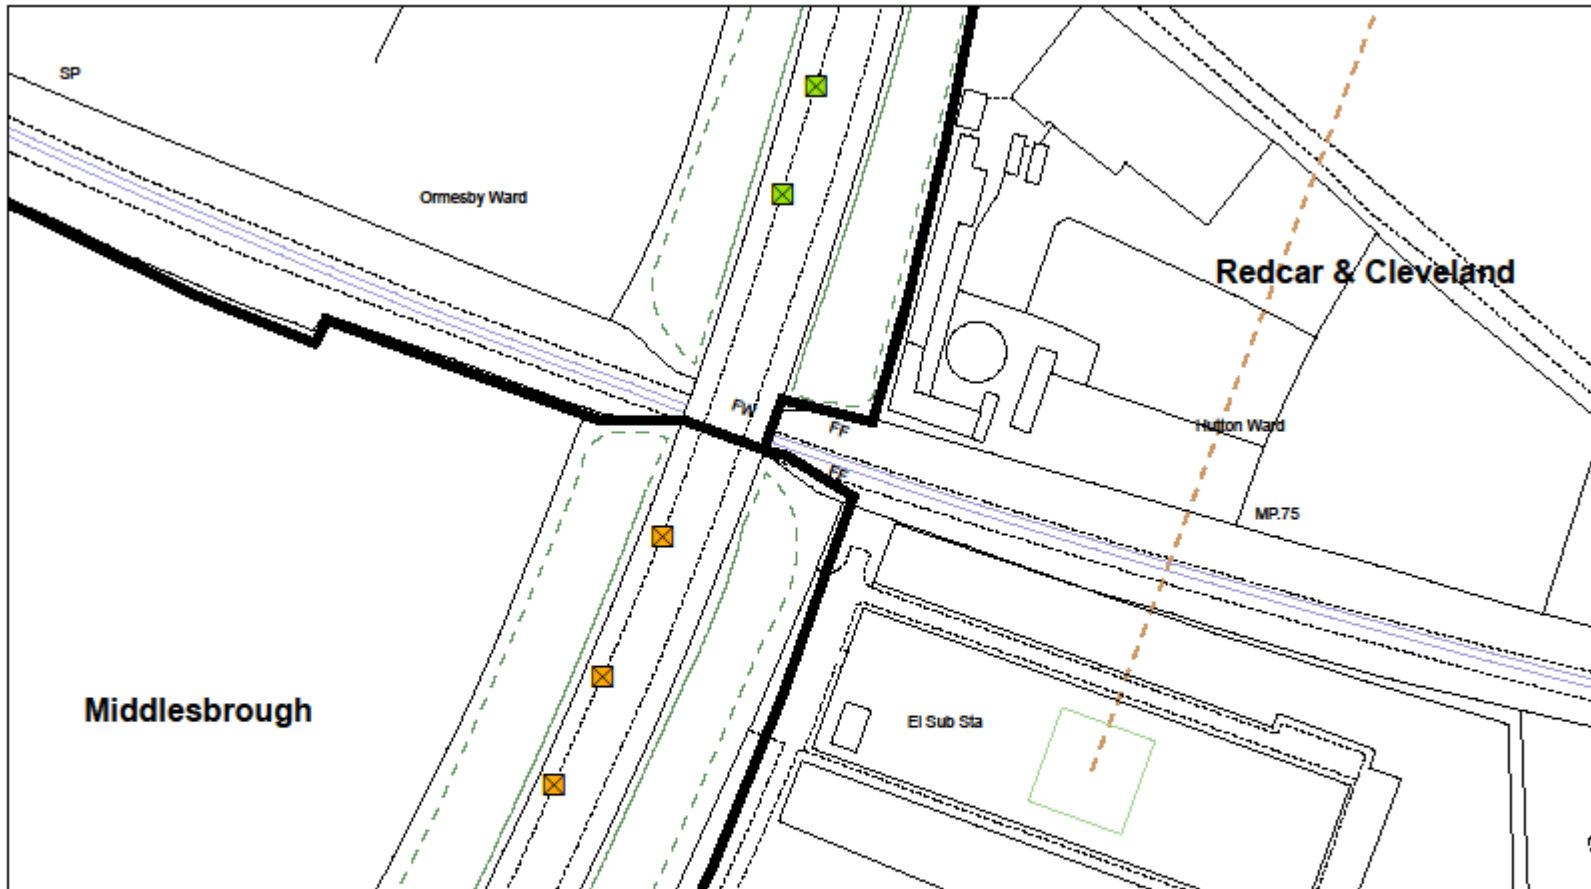 SP
Ormesby Ward
Redcar & Cleveland
FW
FF
Hutton Ward
FF
MP.75
Middlesbrough
El Sub Sta